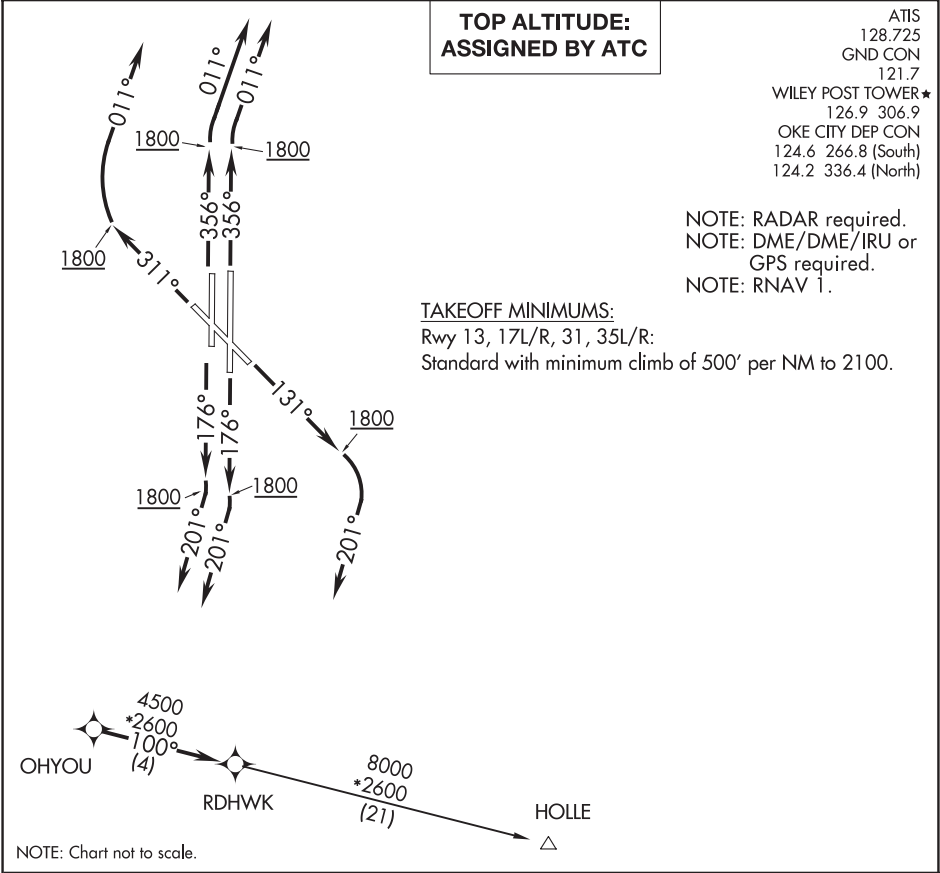 TOP ALTITUDE:
ASSIGNED BY ATC
ATIS
128.725
GND CON
121.7
WILEY POST TOWER★
126.9 306.9
OKE CITY DEP CON
124.6 266.8 (South)
124.2 336.4 (North)
NOTE: RADAR required.
NOTE: DME/DME/IRU or
GPS required.
NOTE: RNAV 1.
TAKEOFF MINIMUMS:
Rwy 13, 17L/R, 31, 35L/R:
Standard with minimum climb of 500' per NM to 2100.
011°
011°
011°
1800
1800
356°
356°
1800
311°
131°
1800
176°
176°
1800
1800
201°
201°
201°
4500
*2600
100°
(4)
OHYOU
RDHWK
8000
*2600
(21)
HOLLE
NOTE: Chart not to scale.